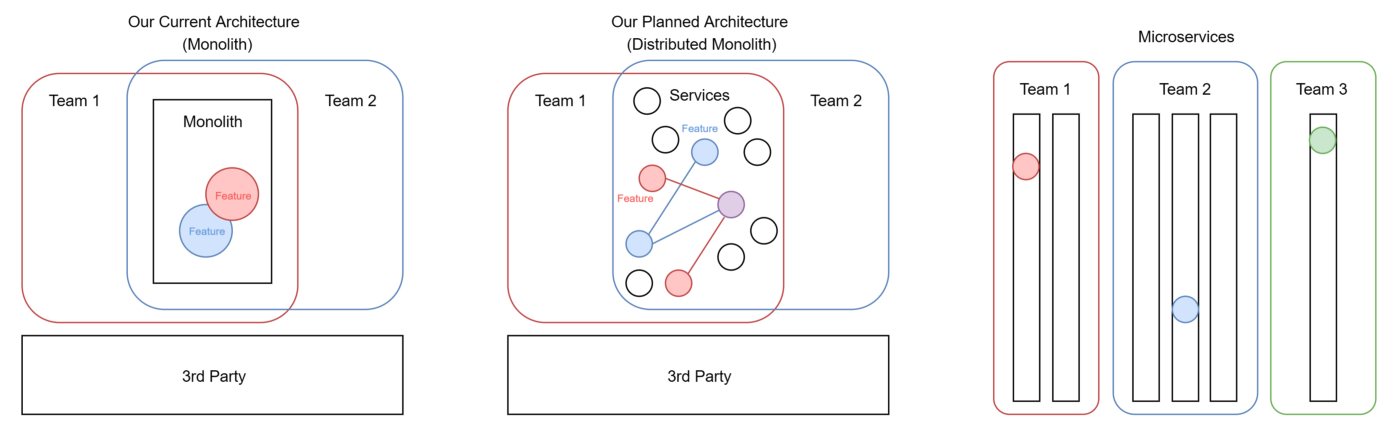 Our Current Architecture
(Monolith)
Team 1
Team 2
Monolith
Feature
Feature
3rd Party
Our Planned Architecture
(Distributed Monolith)
Team 1
Services
Team 2
Feature
Feature
3rd Party
Microservices
Team 1
Team 2
Team 3